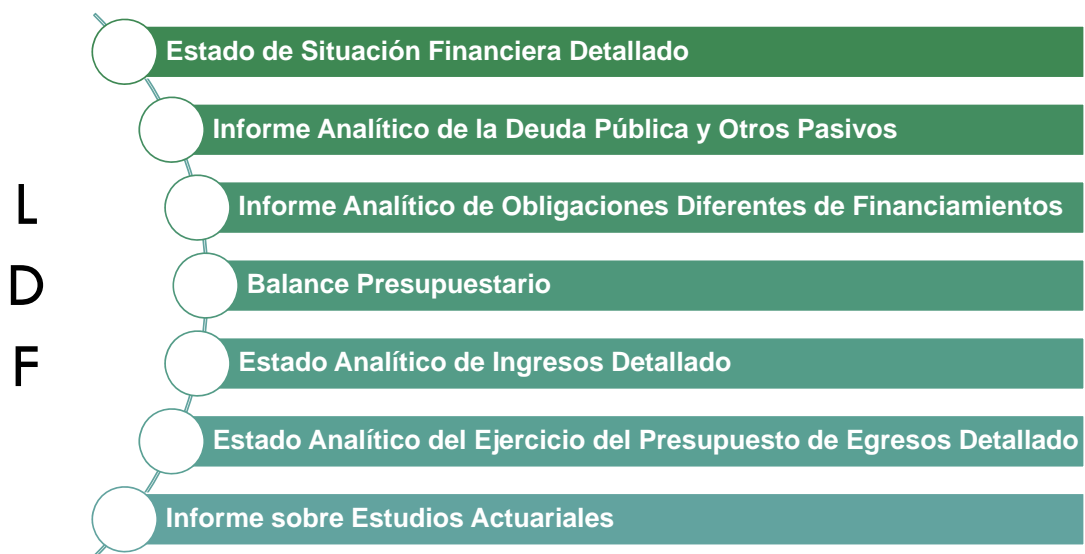 Estado de Situación Financiera Detallado
Informe Analítico de la Deuda Pública y Otros Pasivos
L
Informe Analítico de Obligaciones Diferentes de Financiamientos
D
Balance Presupuestario
F
Estado Analítico de Ingresos Detallado
Estado Analítico del Ejercicio del Presupuesto de Egresos Detallado
Informe sobre Estudios Actuariales